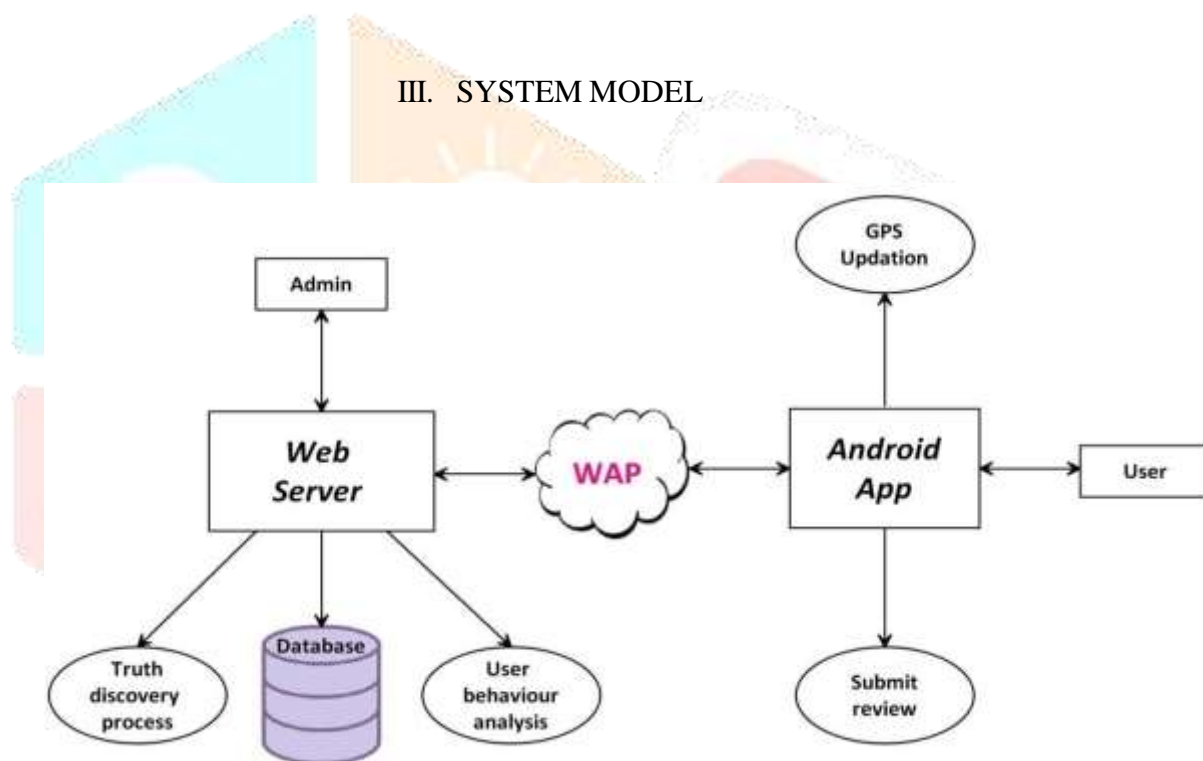 III. SYSTEM MODEL
GPS
Updation
Admin
Web
Server
WAP
Android
App
User
Truth
discovery
process
Database
User
behaviour
analysis
Submit
review